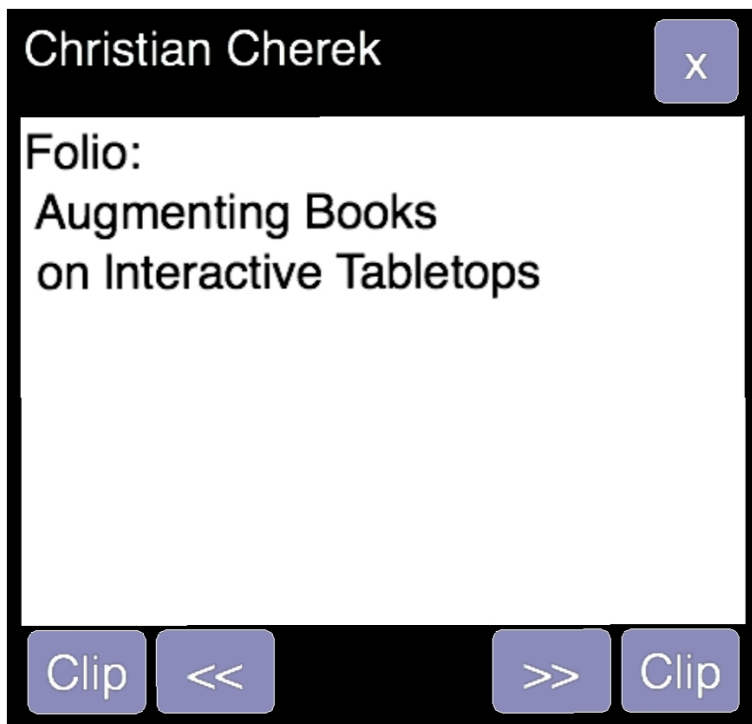 Christian Cherek
x
Folio:
Augmenting Books
on Interactive Tabletops
Clip << >> Clip